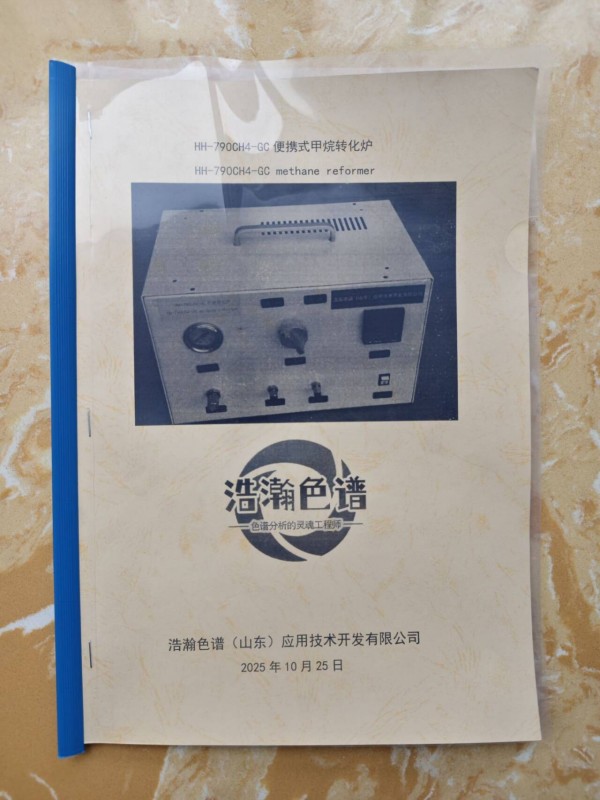 HH-790CH4-GC 便携式甲烷转化炉
HH-790CH4-GC methane reformer
浩瀚色谱
色谱分析的灵魂工程师
浩瀚色谱（山东）应用技术开发有限公司
2025 年 10 月 25 日